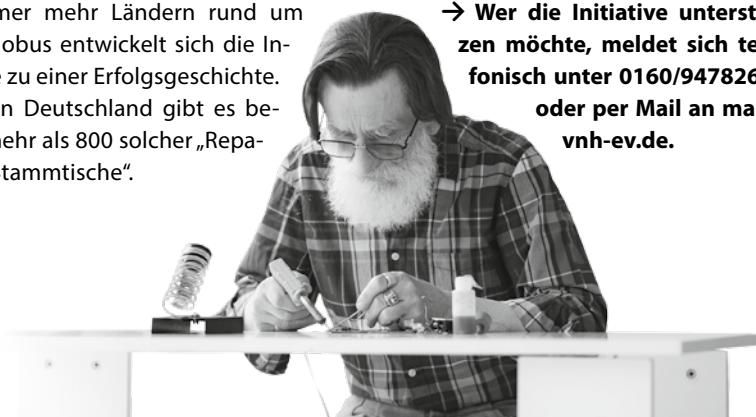 mer mehr Ländern rund um
obus entwickelt sich die In-
e zu einer Erfolgsgeschichte.
n Deutschland gibt es be-
mehr als 800 solcher „Repa-
tammtische“.
→ Wer die Initiative unterst
zen möchte, meldet sich te
fonisch unter 0160/947826
oder per Mail an ma
vnh-ev.de.